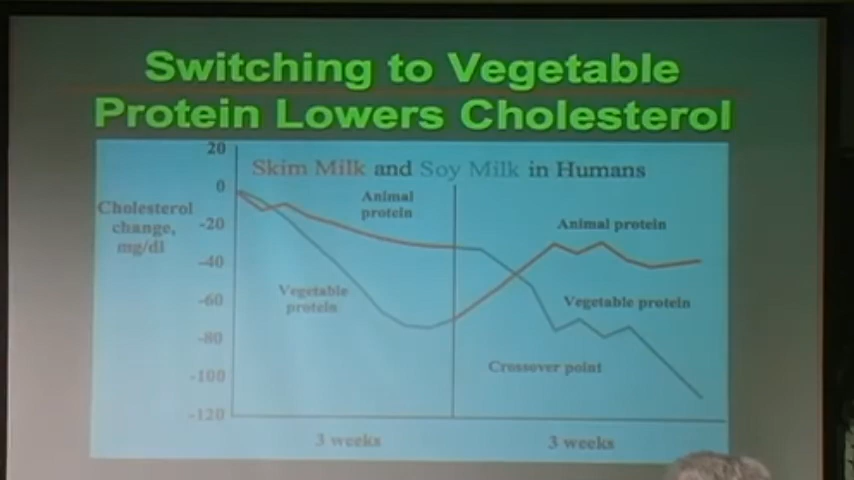 Switching to Vegetable
Protein Lowers Cholesterol
20
Skim Milk and Soy Milk in Humans
0
Animal
protein
Cholesterol
change,
mg/dl
-20
Animal protein
-40
Vegetable
protein
-60
Vegetable protein
-80
Crossover point
-100
-120
3 weeks
3 weeks